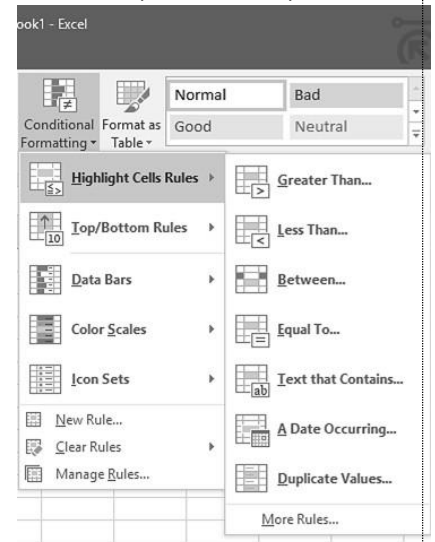 ook1 - Excel
Normal Bad
Conditional Format as Good Neutral
Formatting Table
Highlight Cells Rules
Top/Bottom Rules
Data Bars
Color Scales
Icon Sets
New Rule...
Clear Rules
Manage Rules...
Greater Than...
Less Than...
Between...
Equal To...
Text that Contains...
A Date Occurring...
Duplicate Values...
More Rules...